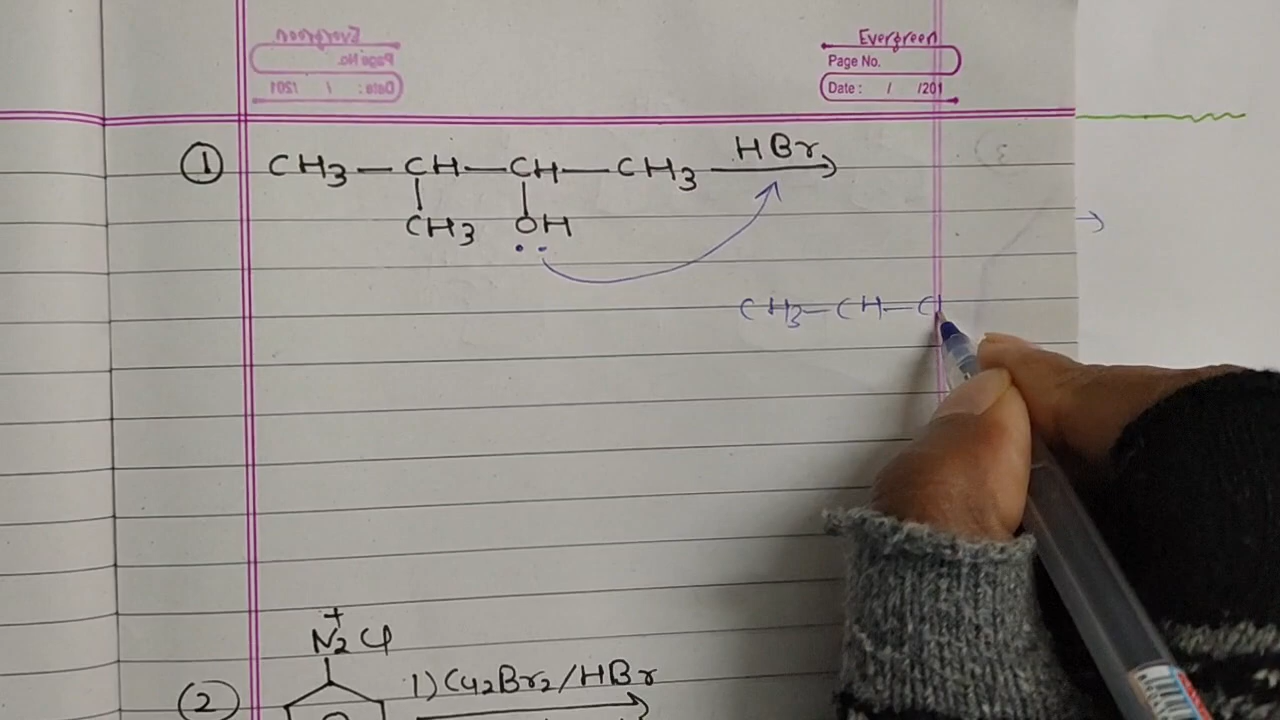 Evergreen
Page No.
Date : / /201
① CH3—CH—CH—CH3 HBr
CH3 OH
CH3—CH—
N2 Cl
+
② 1) Cu2Br2/HBr